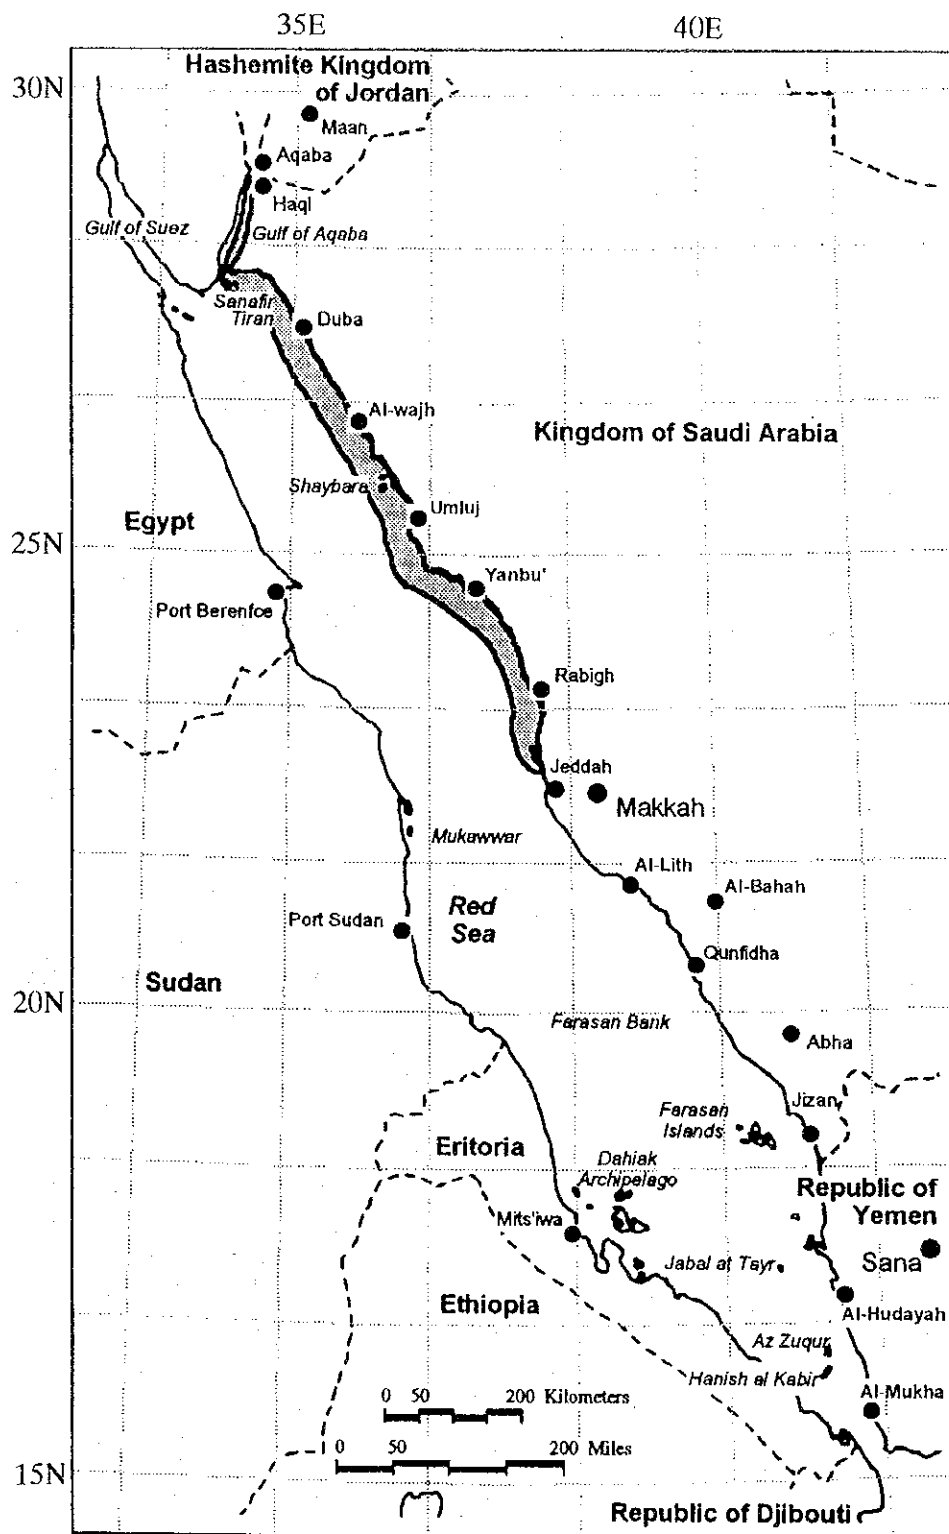 35E
40E
30N
Hashemite Kingdom
of Jordan
Maan
Aqaba
Haql
Gulf of Suez
Gulf of Aqaba
Sanafir
Tiran
Duba
Al-wajh
Kingdom of Saudi Arabia
Shaybara
Umluj
Egypt
25N
Yanbu'
Port Berenfce
Rabigh
Jeddah
Makkah
Mukawwar
Al-Lith
Al-Bahah
Red
Sea
Port Sudan
Qunfidha
Sudan
20N
Farasan Bank
Abha
Jizan
Farasan
Islands
Eritoria
Dahiak
Archipelago
Republic of
Yemen
Mits'iwa
Sana
Jabal at Tayr
Ethiopia
Al-Hudayah
Az Zuqur
Hanish al Kabir
Al-Mukha
0 50 200 Kilometers
0 50 200 Miles
15N
Republic of Djibouti